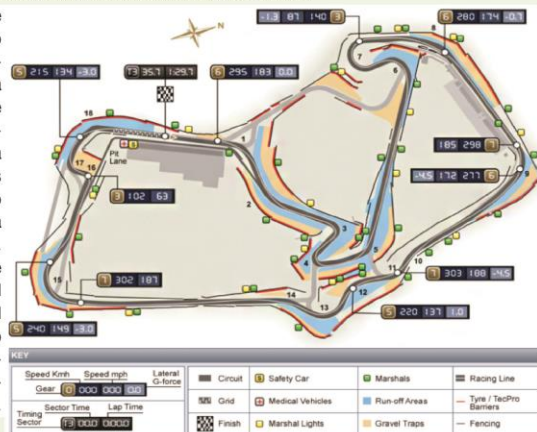 N
-1.3 87 140 3
6 280 174 -0.7
8
7
6
5 215 134 -3.0
T3 35.7 1:29.7
6 295 183 0.0
18
1
185 298 7
Pit
Lane
17
16
9
-4.5 172 277 6
3 102 63
2
3
4
5
10
11
7 303 188 -4.5
15
7 302 187
14
13
12
5 220 137 1.0
5 240 149 -3.0
KEY
Speed Kmh Speed mph Lateral G-force
Gear 0 000 000 0.0
Sector Time Lap Time
Timing Sector T3 00.0 0:00.0
Circuit
S Safety Car
Marshals
Racing Line
Grid
Medical Vehicles
Run-off Areas
Tyre / TecPro Barriers
Finish
Marshal Lights
Gravel Traps
Fencing